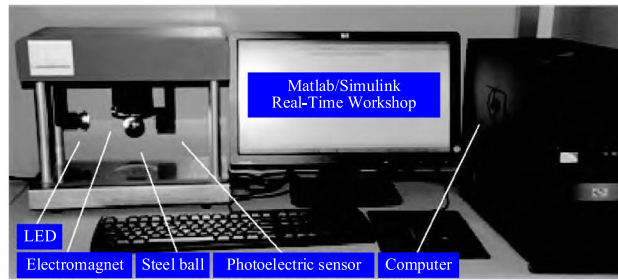 Matlab/Simulink
Real-Time Workshop
LED
Electromagnet
Steel ball
Photoelectric sensor
Computer